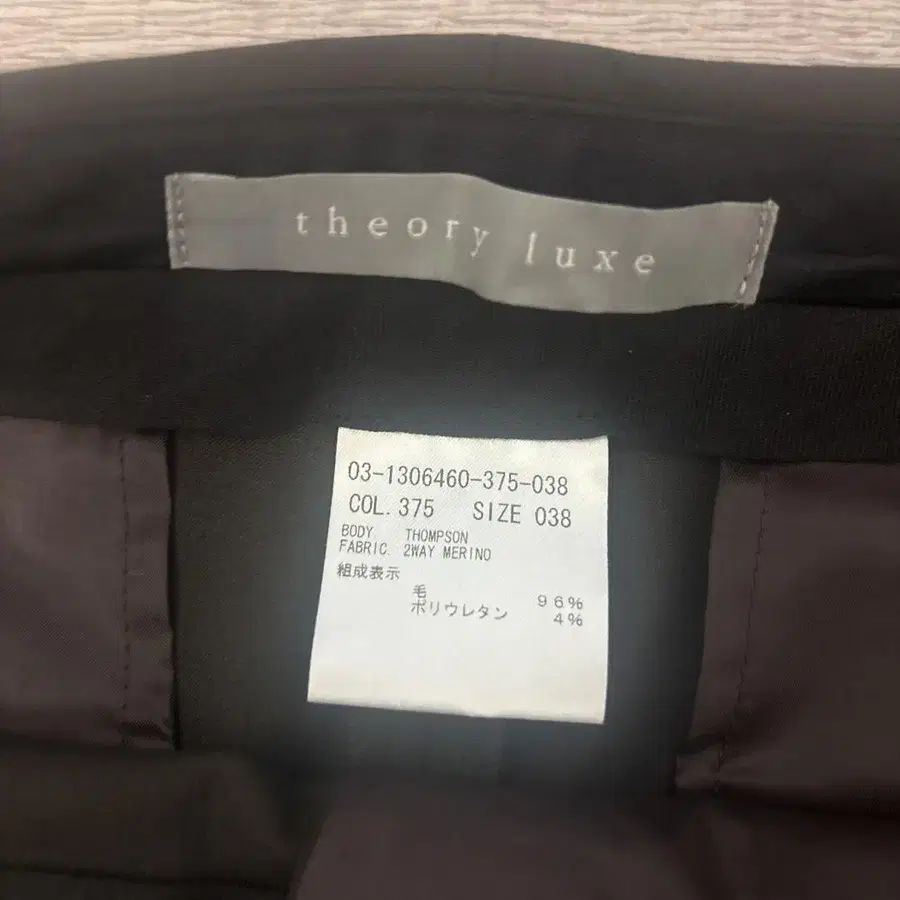 theory luxe
03-1306460-375-038
COL. 375 SIZE 038
BODY THOMPSON
FABRIC 2WAY MERINO
組成表示
毛 96%
ポリウレタン 4%